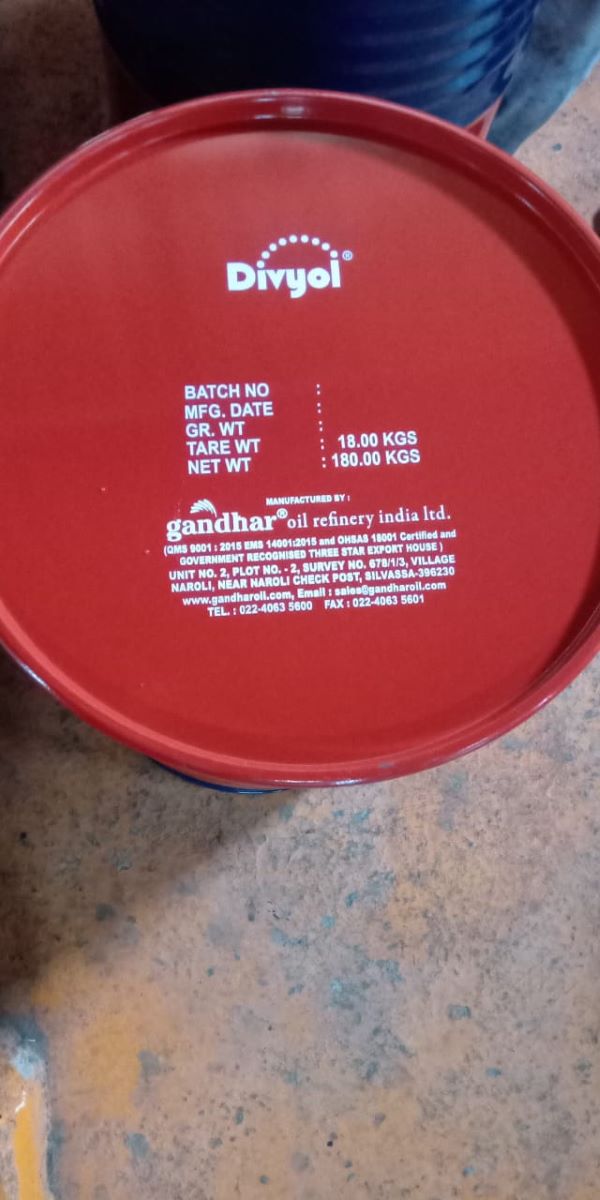 Divyol®
BATCH NO :
MFG. DATE :
GR. WT :
TARE WT : 18.00 KGS
NET WT : 180.00 KGS
MANUFACTURED BY :
gandhar® oil refinery india ltd.
(QMS 9001 : 2015 EMS 14001:2015 and OHSAS 18001 Certified and
GOVERNMENT RECOGNISED THREE STAR EXPORT HOUSE )
UNIT NO. 2, PLOT NO. - 2, SURVEY NO. 678/1/3, VILLAGE
NAROLI, NEAR NAROLI CHECK POST, SILVASSA-396230
www.gandharoil.com, Email : sales@gandharoil.com
TEL. : 022-4063 5600 FAX : 022-4063 5601